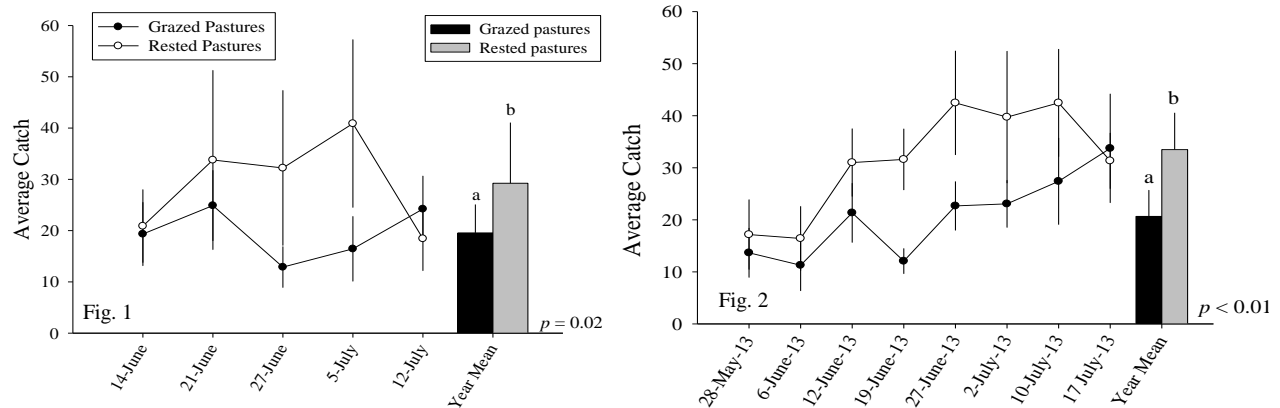 Grazed Pastures
Rested Pastures
Grazed pastures
Rested pastures
Average Catch
60
50
40
30
20
10
0
a
b
Fig. 1
p = 0.02
14-June
21-June
27-June
5-July
12-July
Year Mean
Average Catch
60
50
40
30
20
10
0
a
b
Fig. 2
p < 0.01
28-May-13
6-June-13
12-June-13
19-June-13
27-June-13
2-July-13
10-July-13
17 July-13
Year Mean